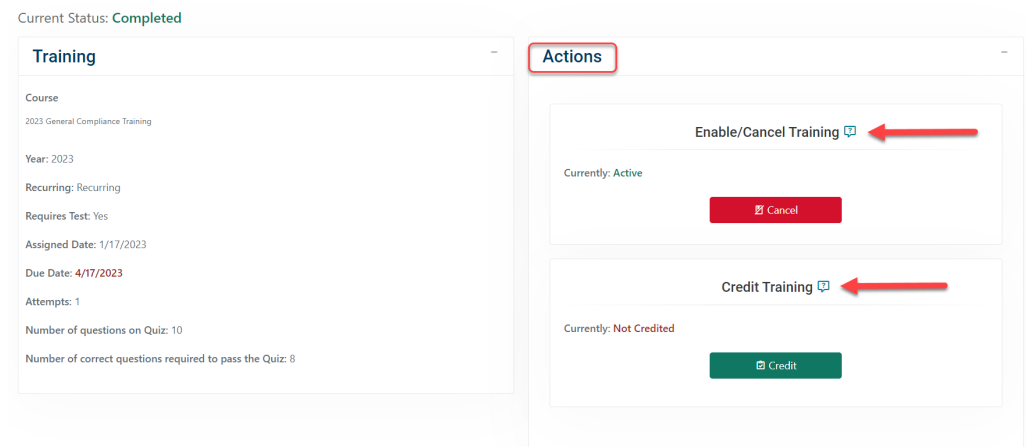 Current Status: Completed
Training
Course
2023 General Compliance Training
Year: 2023
Recurring: Recurring
Requires Test: Yes
Assigned Date: 1/17/2023
Due Date: 4/17/2023
Attempts: 1
Number of questions on Quiz: 10
Number of correct questions required to pass the Quiz: 8
Actions
Enable/Cancel Training
Currently: Active
Cancel
Credit Training
Currently: Not Credited
Credit